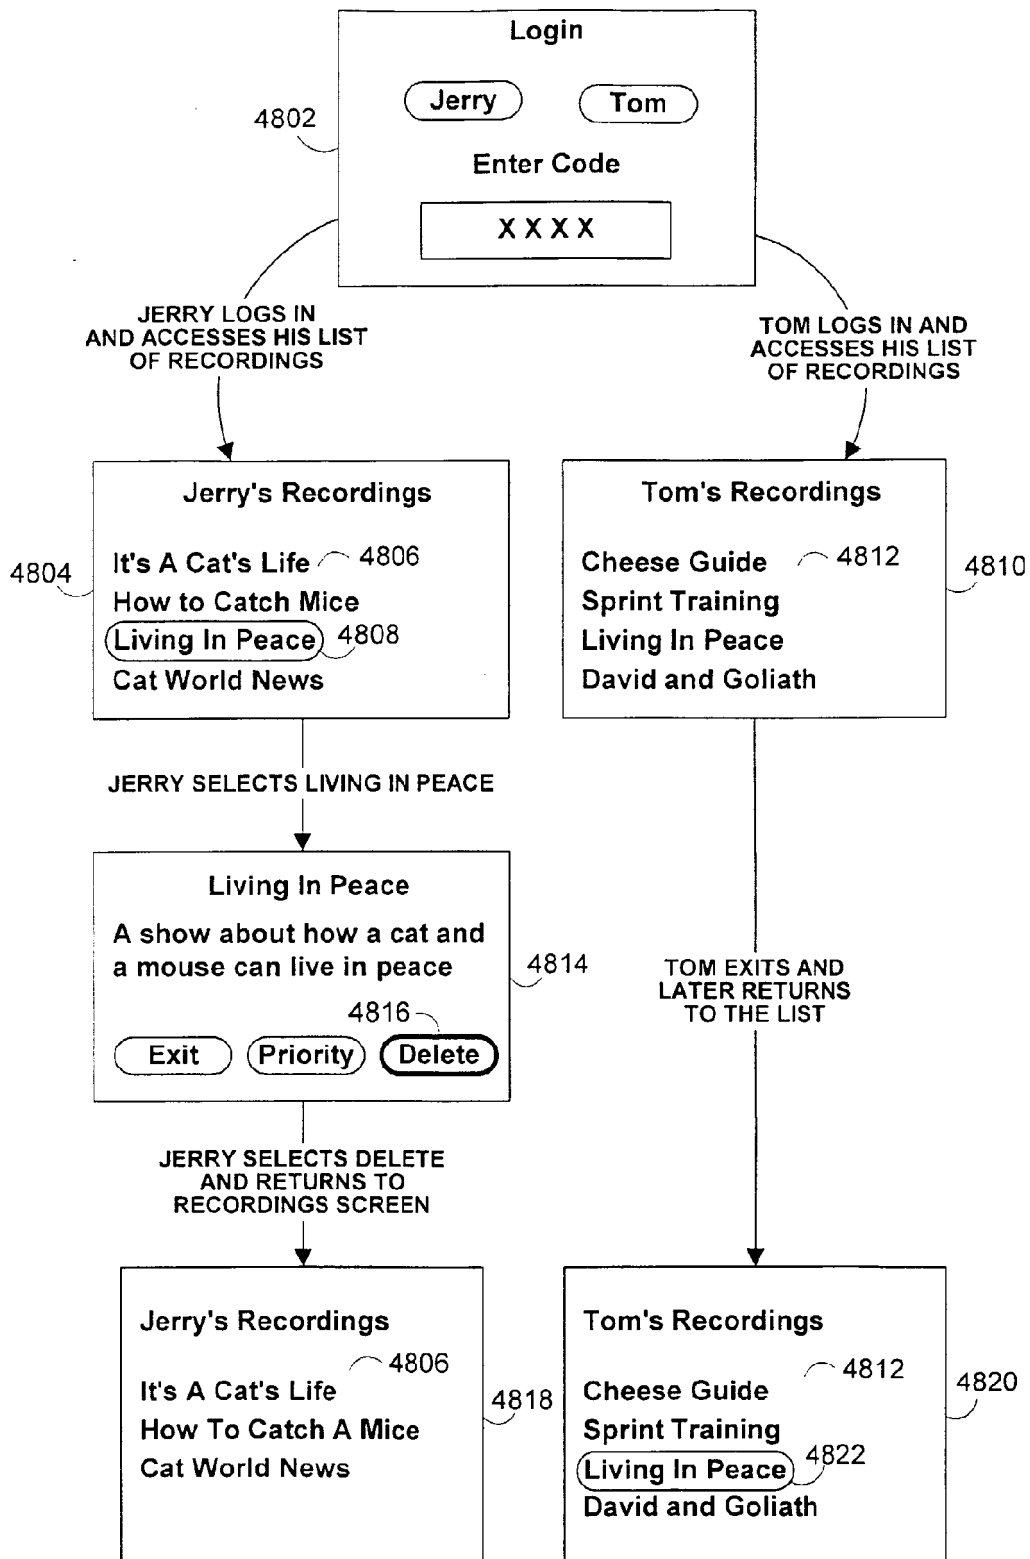 Login
Jerry
Tom
4802
Enter Code
X X X X
JERRY LOGS IN
AND ACCESSES HIS LIST
OF RECORDINGS
TOM LOGS IN AND
ACCESSES HIS LIST
OF RECORDINGS
Jerry's Recordings
4804
It's A Cat's Life
4806
How to Catch Mice
Living In Peace
4808
Cat World News
Tom's Recordings
Cheese Guide
4812
4810
Sprint Training
Living In Peace
David and Goliath
JERRY SELECTS LIVING IN PEACE
Living In Peace
A show about how a cat and
a mouse can live in peace
4814
4816
Exit
Priority
Delete
TOM EXITS AND
LATER RETURNS
TO THE LIST
JERRY SELECTS DELETE
AND RETURNS TO
RECORDINGS SCREEN
Jerry's Recordings
4806
It's A Cat's Life
4818
How To Catch A Mice
Cat World News
Tom's Recordings
4812
4820
Cheese Guide
Sprint Training
Living In Peace
4822
David and Goliath